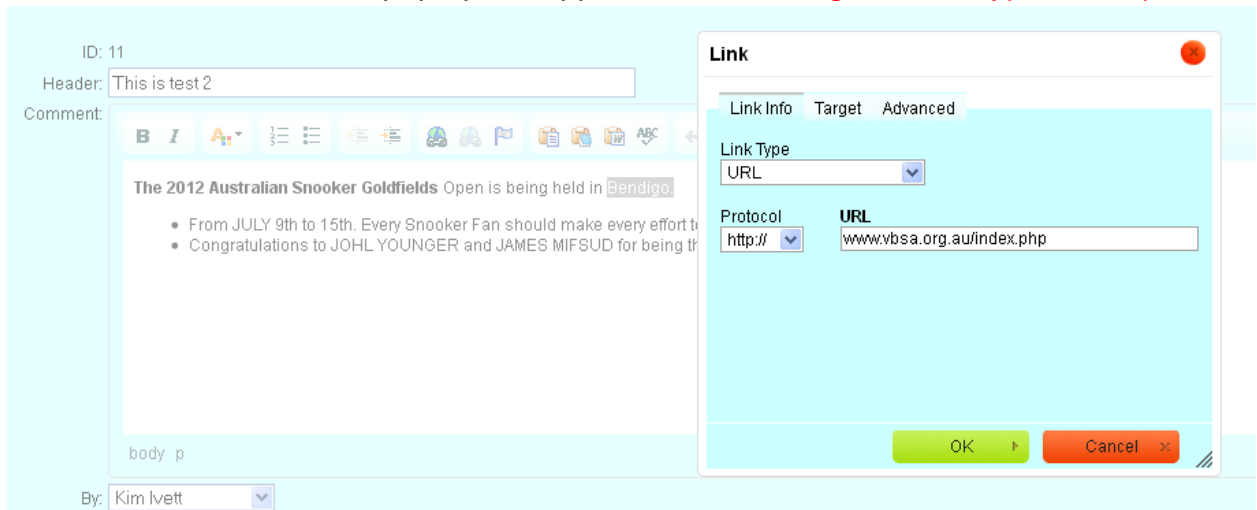 ID: 11
Header: This is test 2
Comment:
B I A ABC
The 2012 Australian Snooker Goldfields Open is being held in Bendigo.
From JULY 9th to 15th. Every Snooker Fan should make every effort t
Congratulations to JOHL YOUNGER and JAMES MIFSUD for being th
body p
By: Kim Ivett
Link
Link Info Target Advanced
Link Type
URL
Protocol URL
http:// www.vbsa.org.au/index.php
OK Cancel